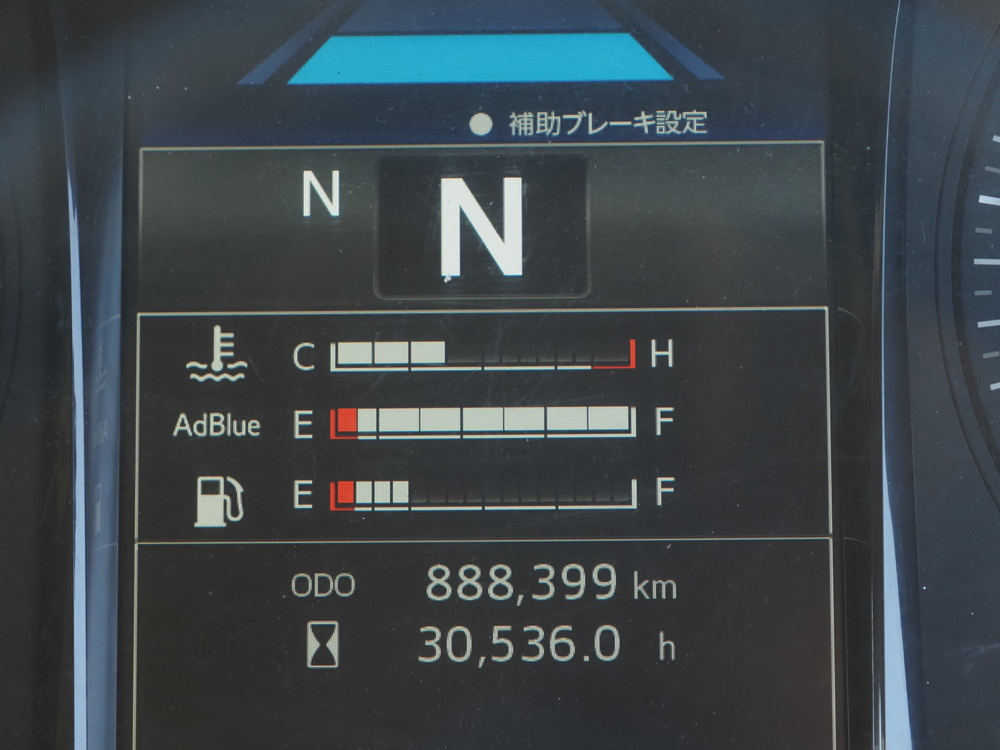 補助ブレーキ設定
N N
C H
AdBlue E F
E F
ODO 888,399 km
30,536.0 h